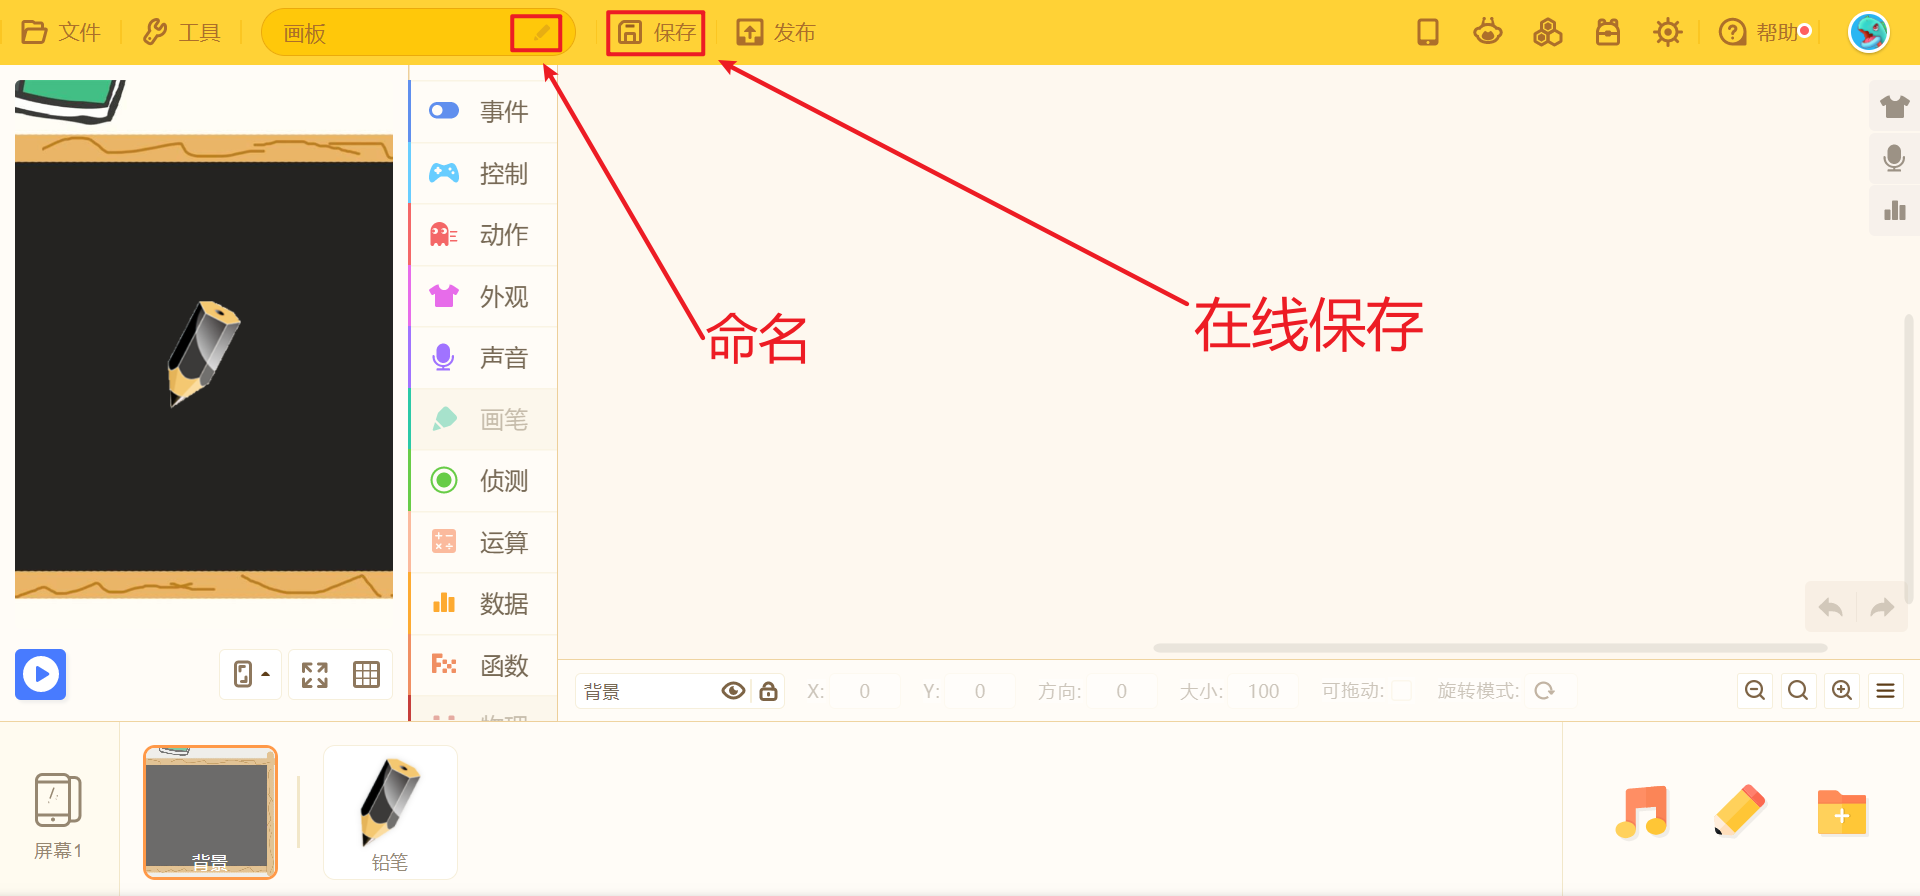 文件
工具
画板
保存
发布
帮助
事件
控制
动作
外观
声音
画笔
侦测
运算
数据
函数
物理
命名
在线保存
背景
X: 0
Y: 0
方向: 0
大小: 100
可拖动:
旋转模式:
屏幕1
背景
铅笔